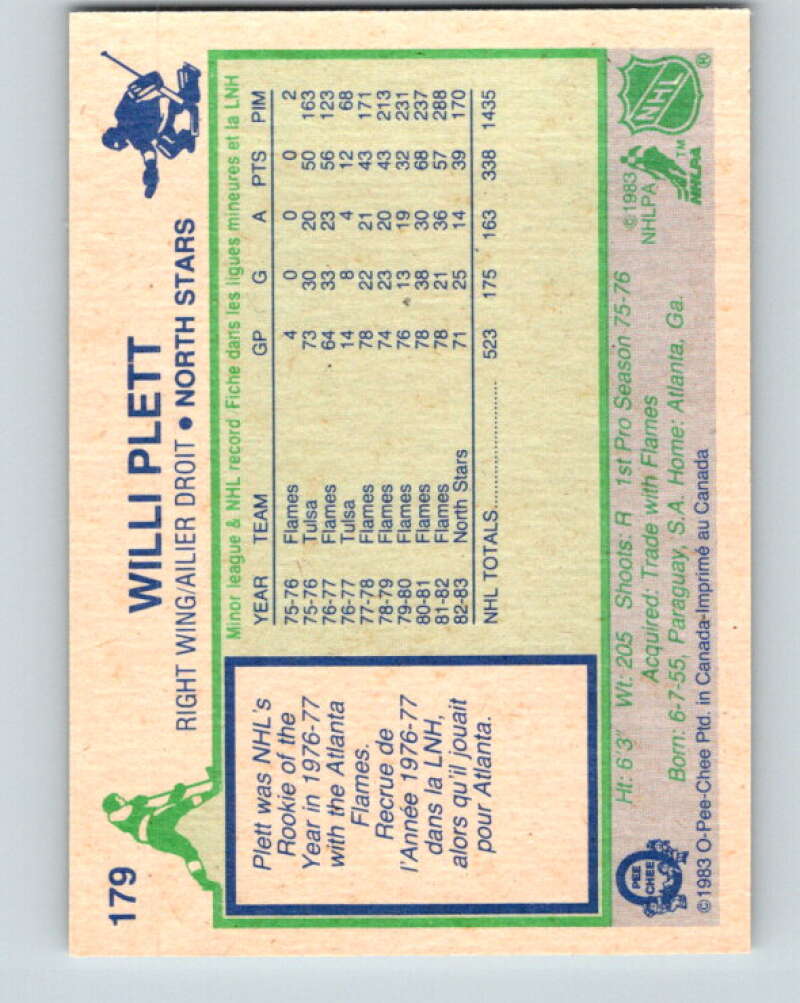 179
WILLI PLETT
RIGHT WING/AILIER DROIT • NORTH STARS
Plett was NHL's
Rookie of the
Year in 1976-77
with the Atlanta
Flames.
Recrue de
l'Année 1976-77
dans la LNH,
alors qu'il jouait
pour Atlanta.
Minor league & NHL record Fiche dans les ligues mineures et la LNH
YEAR TEAM GP G A PTS PIM
75-76 Flames 4 0 0 0 2
75-76 Tulsa 73 30 20 50 163
76-77 Flames 64 33 23 56 123
76-77 Tulsa 14 8 4 12 68
77-78 Flames 78 22 21 43 171
78-79 Flames 74 23 20 43 213
79-80 Flames 76 13 19 32 231
80-81 Flames 78 38 30 68 237
81-82 Flames 78 21 36 57 288
82-83 North Stars 71 25 14 39 170
NHL TOTALS.................... 523 175 163 338 1435
Ht: 6'3" Wt: 205 Shoots: R 1st Pro Season 75-76
Acquired: Trade with Flames
Born: 6-7-55, Paraguay, S.A. Home: Atlanta, Ga.
©1983 O-Pee-Chee Ptd. in Canada-Imprimé au Canada
O PEE CHEE
©1983
NHLPA
NHLPA™
NHL®